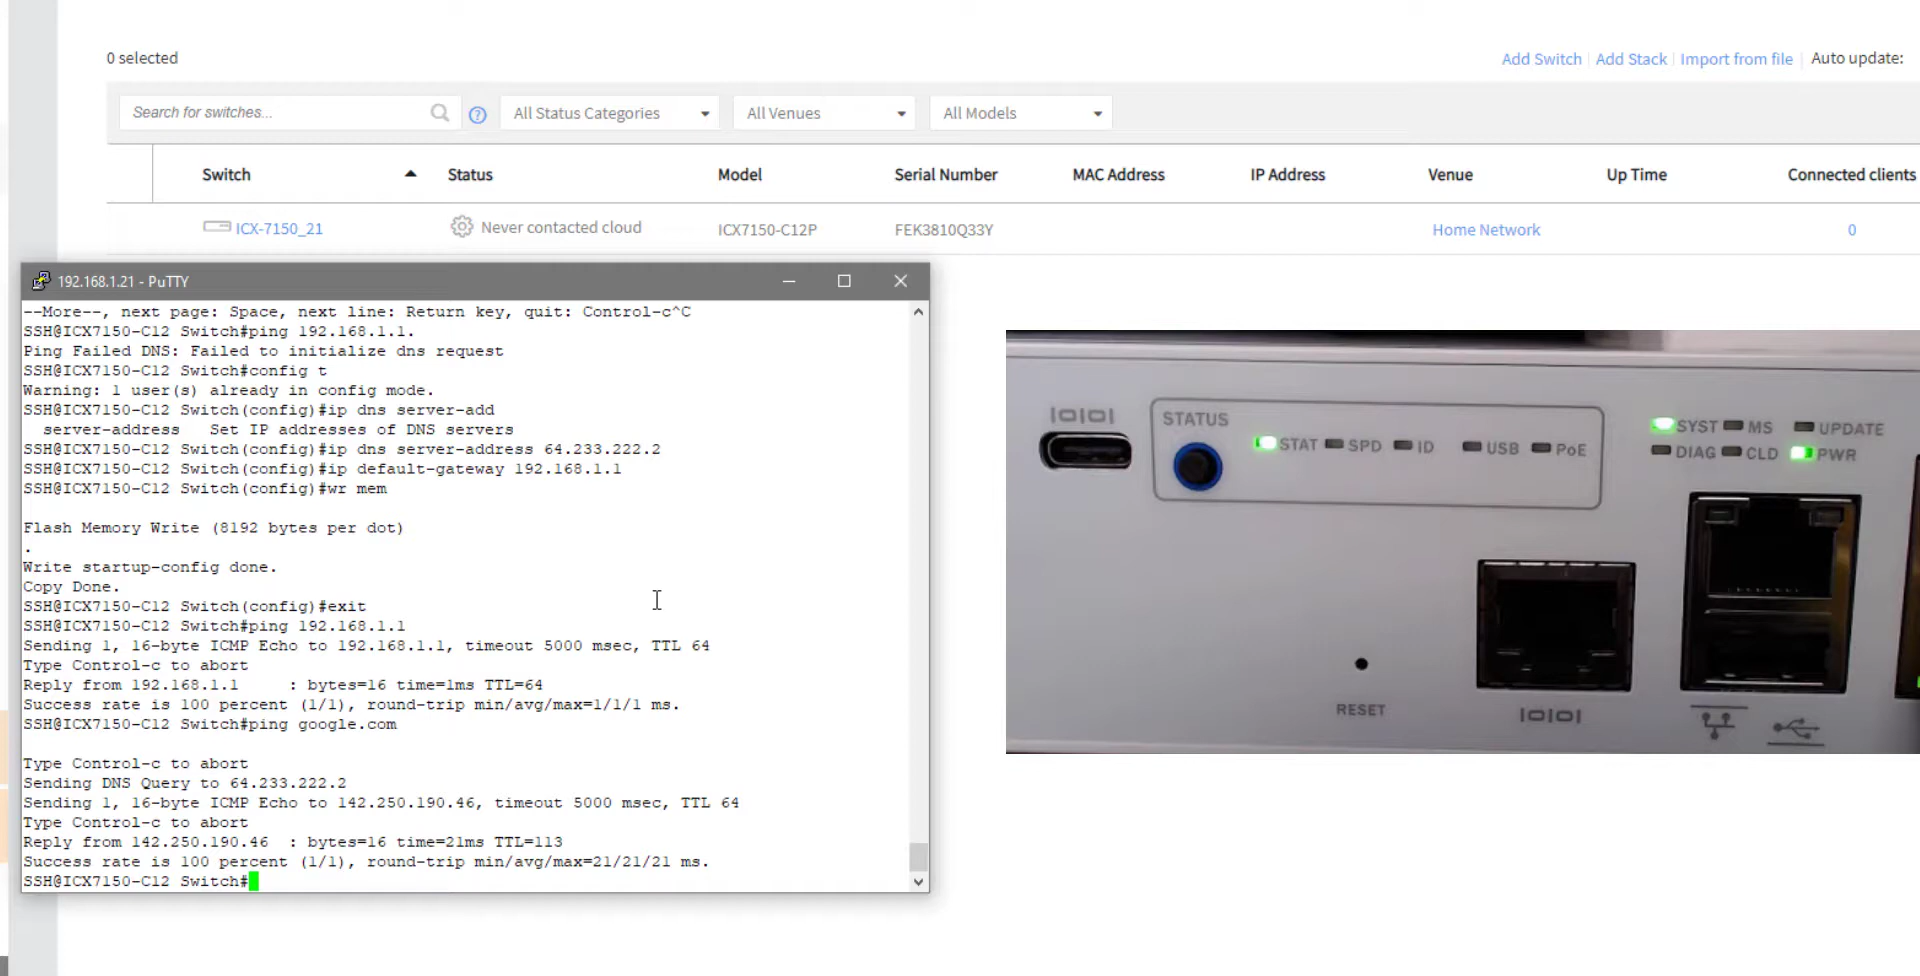 0 selected
Add Switch | Add Stack | Import from file | Auto update:
Search for switches...
All Status Categories
All Venues
All Models
Switch Status Model Serial Number MAC Address IP Address Venue Up Time Connected clients
ICX-7150_21 Never contacted cloud ICX7150-C12P FEK3810Q33Y Home Network 0
192.168.1.21 - PuTTY
--More--, next page: Space, next line: Return key, quit: Control-c^C
SSH@ICX7150-C12 Switch#ping 192.168.1.1.
Ping Failed DNS: Failed to initialize dns request
SSH@ICX7150-C12 Switch#config t
Warning: 1 user(s) already in config mode.
SSH@ICX7150-C12 Switch(config)#ip dns server-add
server-address Set IP addresses of DNS servers
SSH@ICX7150-C12 Switch(config)#ip dns server-address 64.233.222.2
SSH@ICX7150-C12 Switch(config)#ip default-gateway 192.168.1.1
SSH@ICX7150-C12 Switch(config)#wr mem
Flash Memory Write (8192 bytes per dot)
.
Write startup-config done.
Copy Done.
SSH@ICX7150-C12 Switch(config)#exit
SSH@ICX7150-C12 Switch#ping 192.168.1.1
Sending 1, 16-byte ICMP Echo to 192.168.1.1, timeout 5000 msec, TTL 64
Type Control-c to abort
Reply from 192.168.1.1 : bytes=16 time=1ms TTL=64
Success rate is 100 percent (1/1), round-trip min/avg/max=1/1/1 ms.
SSH@ICX7150-C12 Switch#ping google.com
Type Control-c to abort
Sending DNS Query to 64.233.222.2
Sending 1, 16-byte ICMP Echo to 142.250.190.46, timeout 5000 msec, TTL 64
Type Control-c to abort
Reply from 142.250.190.46 : bytes=16 time=21ms TTL=113
Success rate is 100 percent (1/1), round-trip min/avg/max=21/21/21 ms.
SSH@ICX7150-C12 Switch#
|O|O|
STATUS
STAT SPD ID USB PoE
SYST MS UPDATE
DIAG CLD PWR
RESET
|O|O|